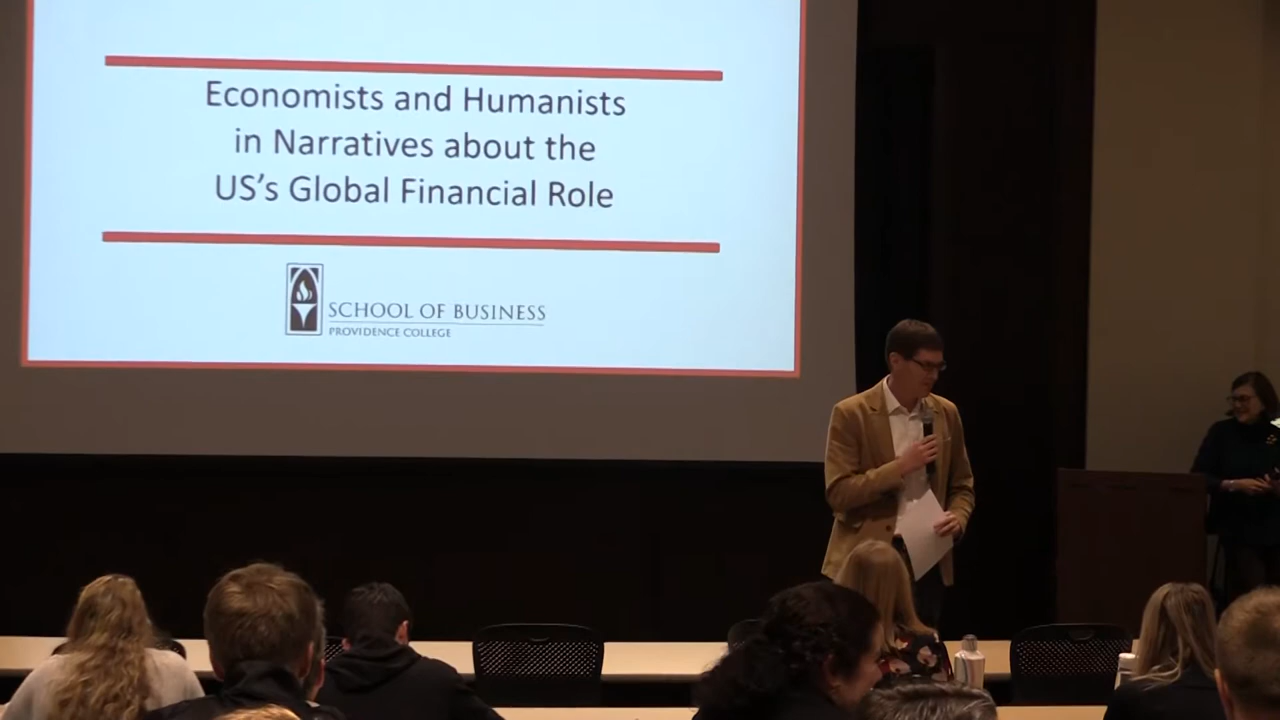 Economists and Humanists
in Narratives about the
US's Global Financial Role
SCHOOL OF BUSINESS
PROVIDENCE COLLEGE